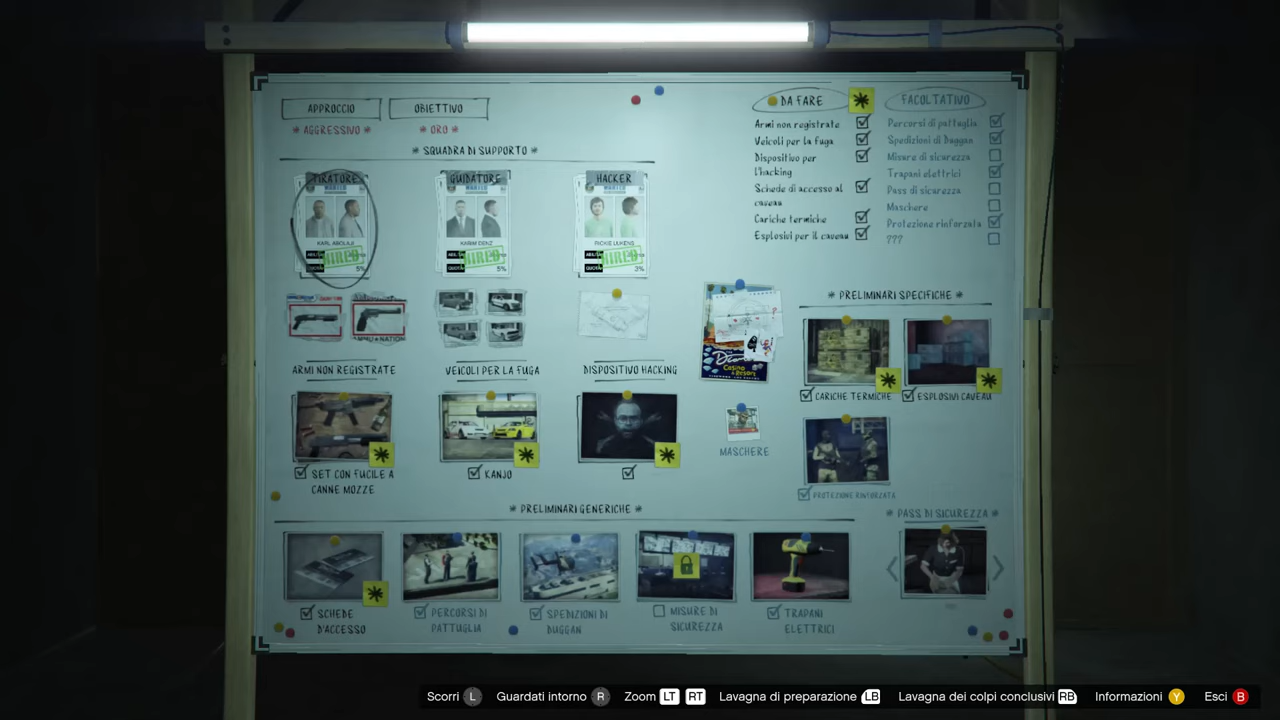 APPROCCIO
OBIETTIVO
DA FARE
FACOLTATIVO
* AGGRESSIVO *
* ORO *
* SQUADRA DI SUPPORTO *
Armi non registrate
Veicoli per la fuga
Dispositivo per
l'hacking
Schede di accesso al
caveau
Cariche termiche
Esplosivi per il caveau
Percorsi di pattuglia
Spedizioni di Duggan
Misure di sicurezza
Trapani elettrici
Pass di sicurezza
Maschere
Protezione rinforzata
???
TIRATORE
GUIDATORE
HACKER
KARL ABOLAJI
KARIM DENZ
RICKIE LUKENS
HIRED
HIRED
HIRED
5%
5%
3%
* PRELIMINARI SPECIFICHE *
AMMU-NATION
Casino
& Resort
ARMI NON REGISTRATE
VEICOLI PER LA FUGA
DISPOSITIVO HACKING
CARICHE TERMICHE
ESPLOSIVI CAVEAU
MASCHERE
SET CON FUCILE A
CANNE MOZZE
KANJO
PROTEZIONE RINFORZATA
* PRELIMINARI GENERICHE *
* PASS DI SICUREZZA *
SCHEDE
D'ACCESSO
PERCORSI DI
PATTUGLIA
SPEDIZIONI DI
DUGGAN
MISURE DI
SICUREZZA
TRAPANI
ELETTRICI
Scorri L Guardati intorno R Zoom LT RT Lavagna di preparazione LB Lavagna dei colpi conclusivi RB Informazioni Y Esci B